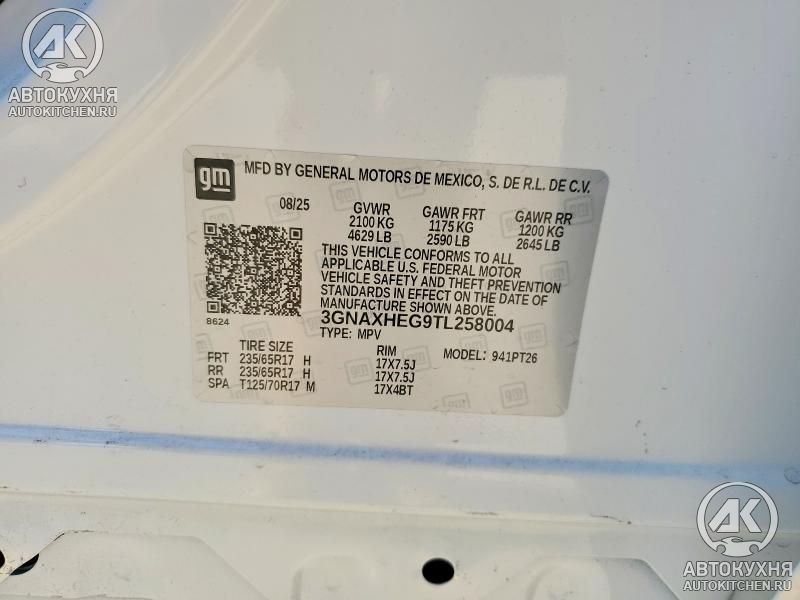 АК
АВТОКУХНЯ
AUTOKITCHEN.RU
gm
MFD BY GENERAL MOTORS DE MEXICO, S. DE R.L. DE C.V.
08/25 GVWR GAWR FRT GAWR RR
2100 KG 1175 KG 1200 KG
4629 LB 2590 LB 2645 LB
THIS VEHICLE CONFORMS TO ALL
APPLICABLE U.S. FEDERAL MOTOR
VEHICLE SAFETY AND THEFT PREVENTION
STANDARDS IN EFFECT ON THE DATE OF
MANUFACTURE SHOWN ABOVE.
8624
3GNAXHEG9TL258004
TYPE: MPV
TIRE SIZE RIM MODEL: 941PT26
FRT 235/65R17 H 17X7.5J
RR 235/65R17 H 17X7.5J
SPA T125/70R17 M 17X4BT
АК
АВТОКУХНЯ
AUTOKITCHEN.RU